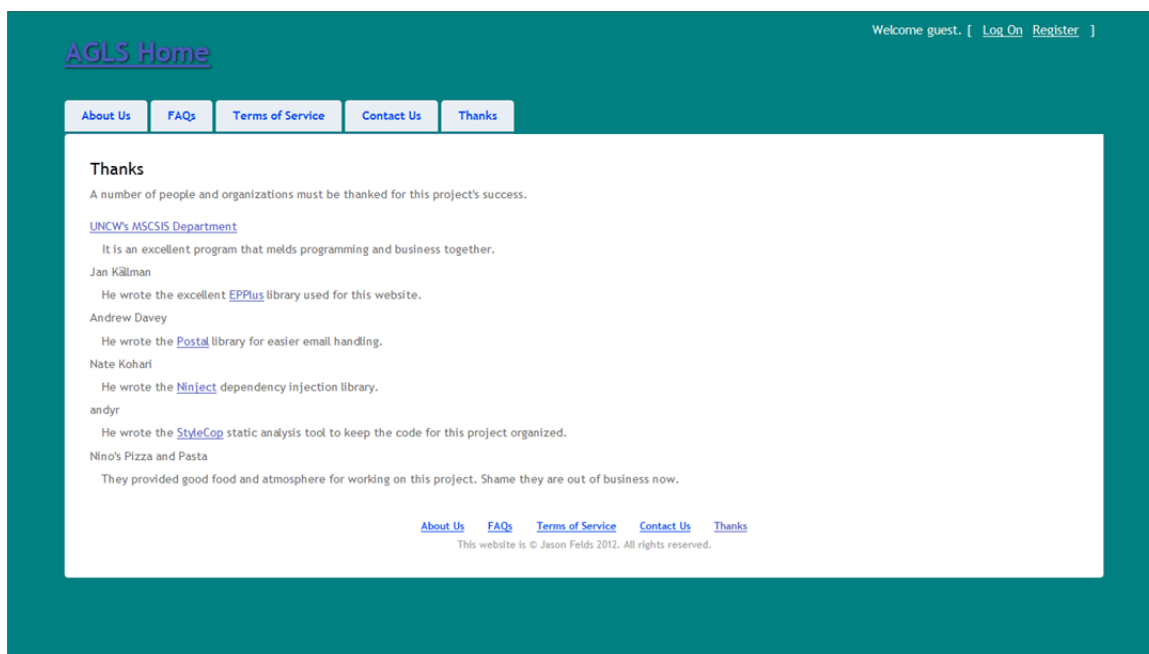 Welcome guest. [ Log On Register ]
AGLS Home
About Us FAQs Terms of Service Contact Us Thanks
Thanks
A number of people and organizations must be thanked for this project's success.
UNCW's MSCSIS Department
It is an excellent program that melds programming and business together.
Jan Källman
He wrote the excellent EPPlus library used for this website.
Andrew Davey
He wrote the Postal library for easier email handling.
Nate Kohari
He wrote the Ninject dependency injection library.
andyr
He wrote the StyleCop static analysis tool to keep the code for this project organized.
Nino's Pizza and Pasta
They provided good food and atmosphere for working on this project. Shame they are out of business now.
About Us FAQs Terms of Service Contact Us Thanks
This website is © Jason Felds 2012. All rights reserved.